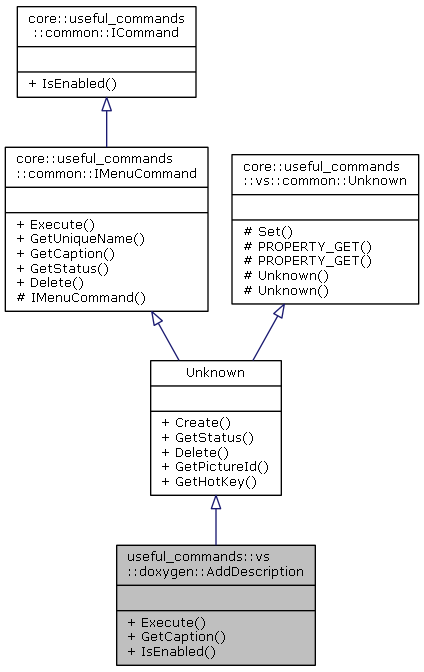 core::useful_commands
::common::ICommand
+ IsEnabled()
core::useful_commands
::common::IMenuCommand
+ Execute()
+ GetUniqueName()
+ GetCaption()
+ GetStatus()
+ Delete()
# IMenuCommand()
core::useful_commands
::vs::common::Unknown
# Set()
# PROPERTY_GET()
# PROPERTY_GET()
# Unknown()
# Unknown()
Unknown
+ Create()
+ GetStatus()
+ Delete()
+ GetPictureId()
+ GetHotKey()
useful_commands::vs
::doxygen::AddDescription
+ Execute()
+ GetCaption()
+ IsEnabled()